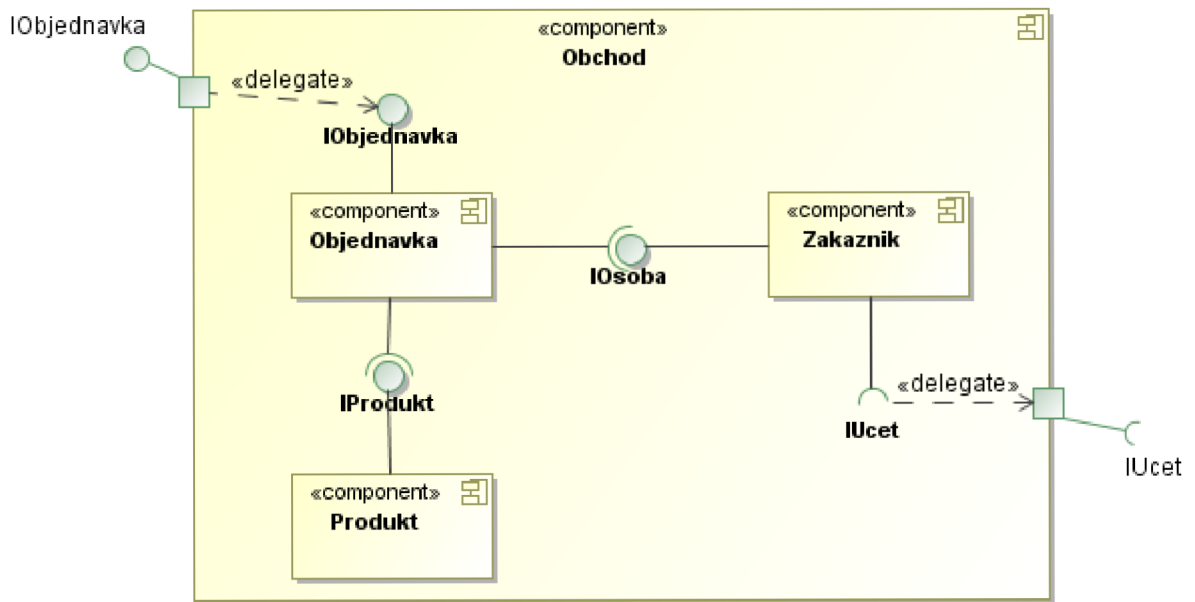 IObjednavka
«component»
Obchod
«delegate»
IObjednavka
«component»
Objednavka
«component»
Zakaznik
IOsoba
«delegate»
IProdukt
IUcet
IUcet
«component»
Produkt